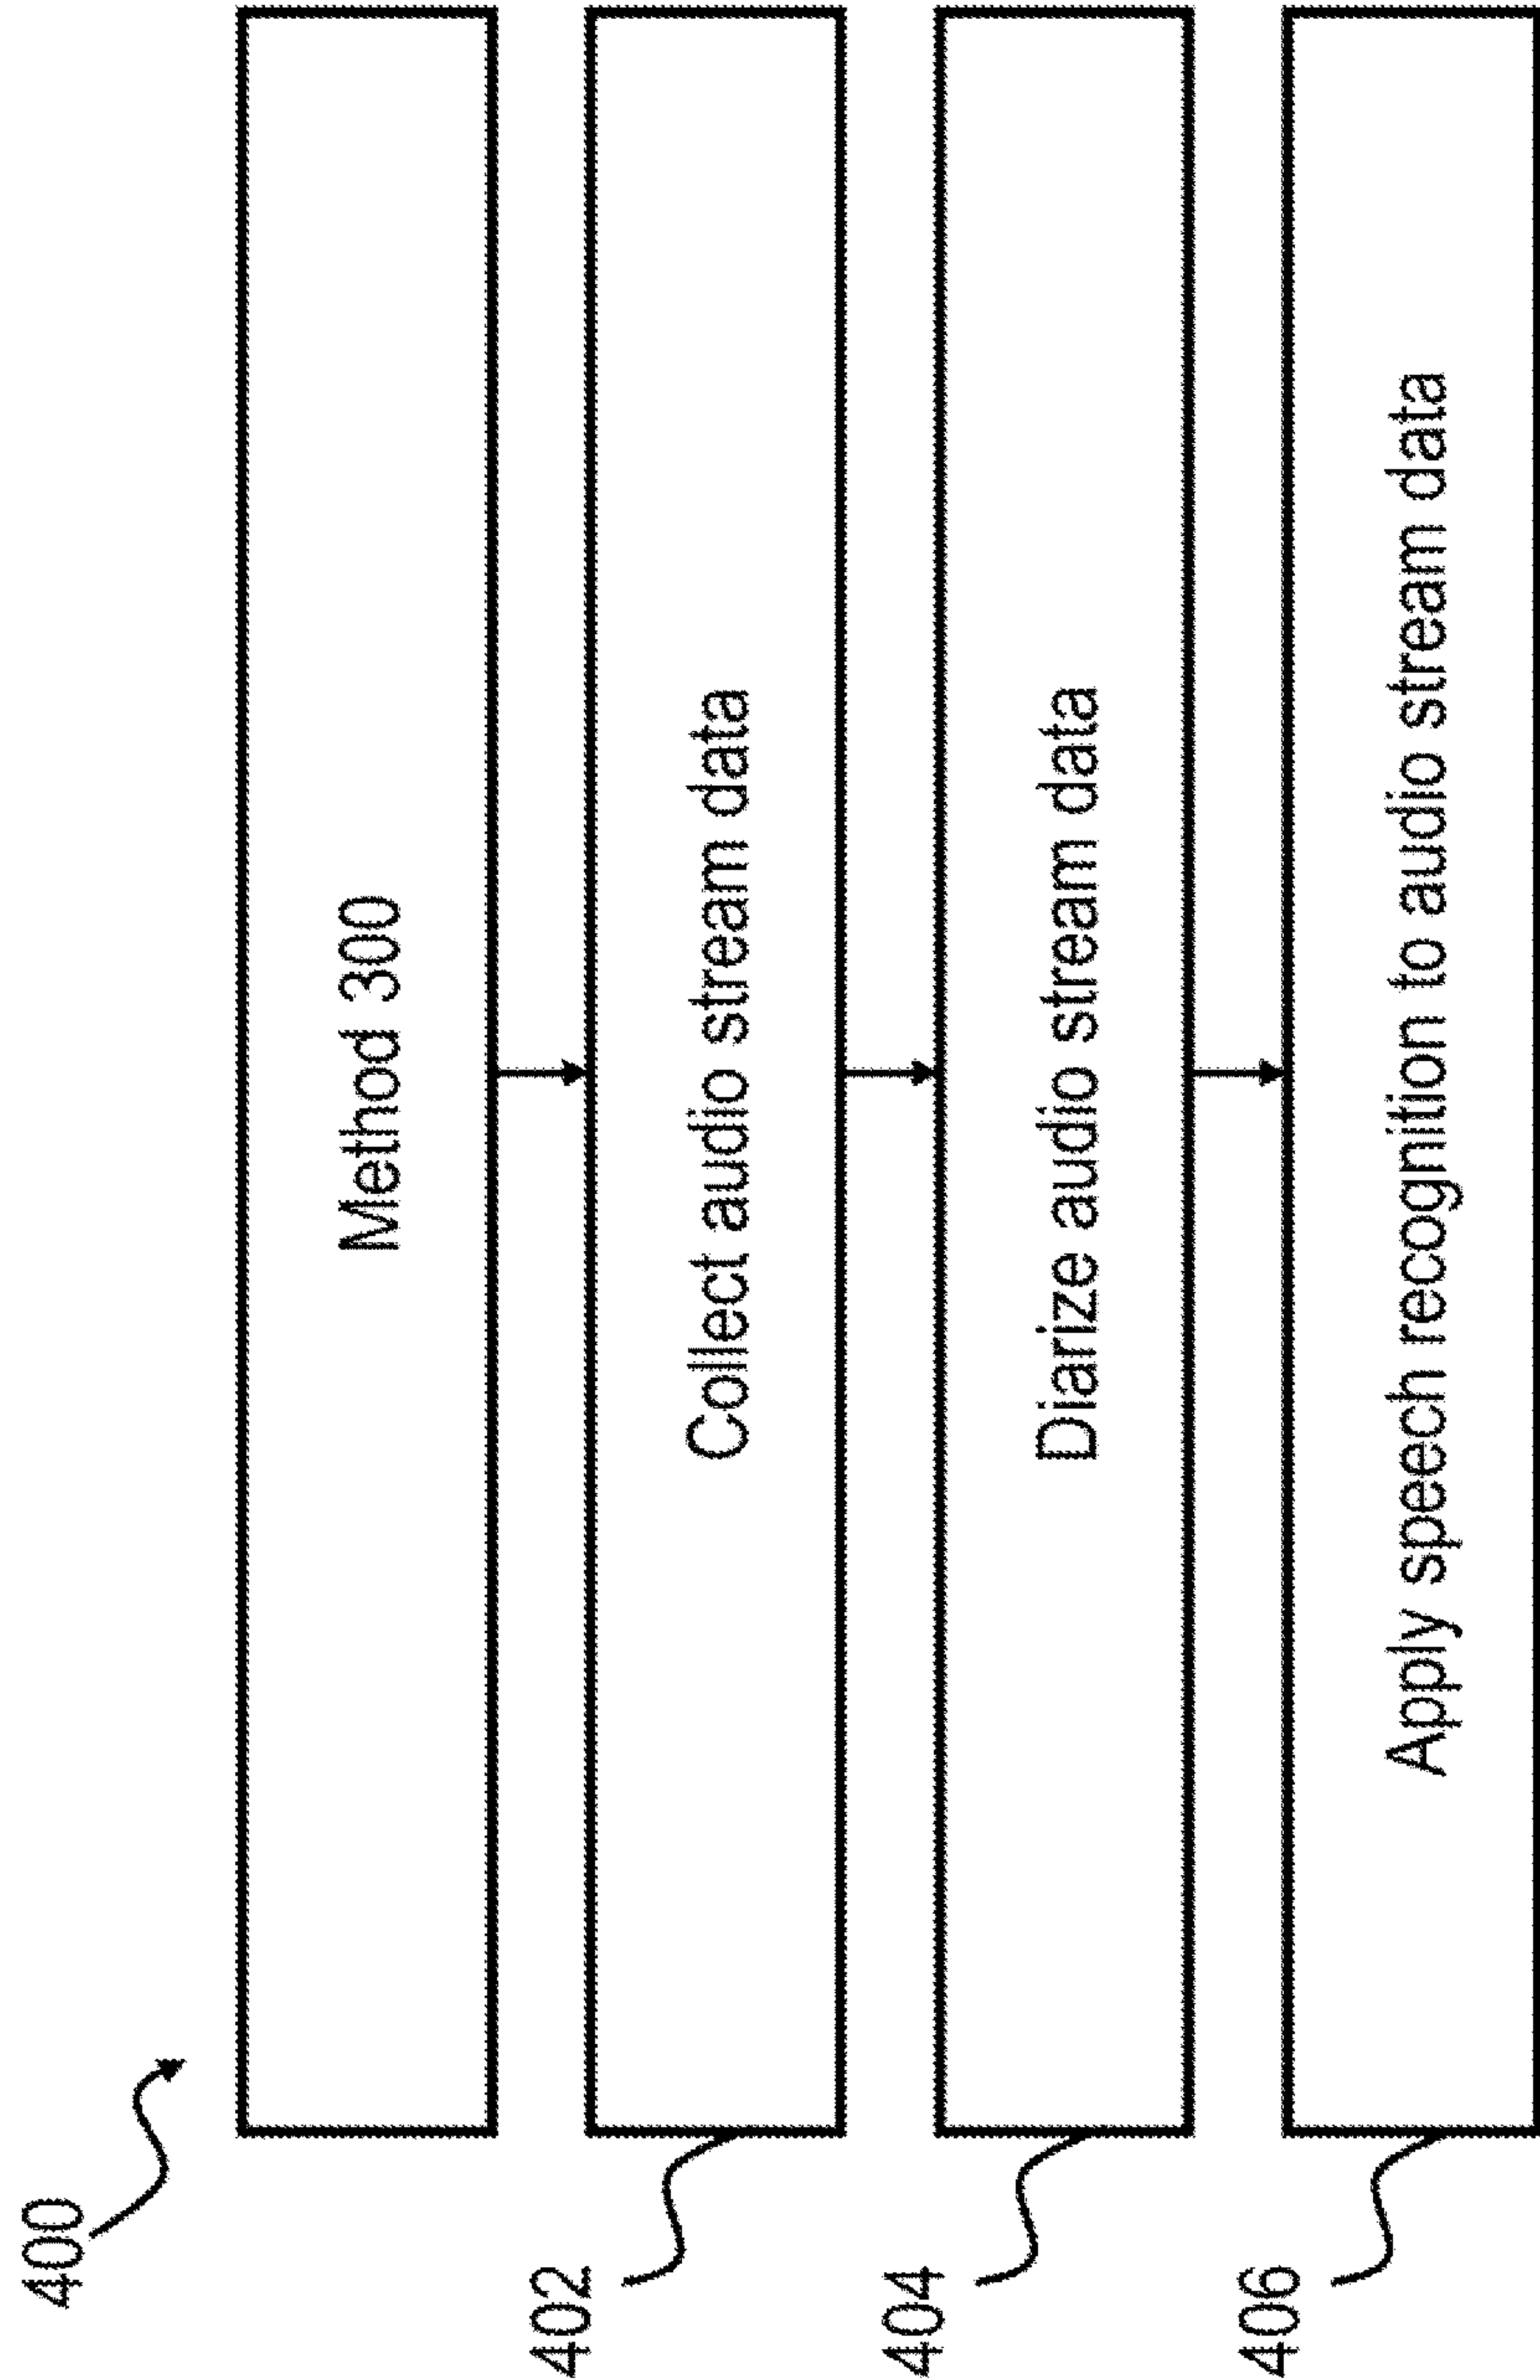 400
Method 300
402
Collect audio stream data
404
Diarize audio stream data
406
Apply speech recognition to audio stream data